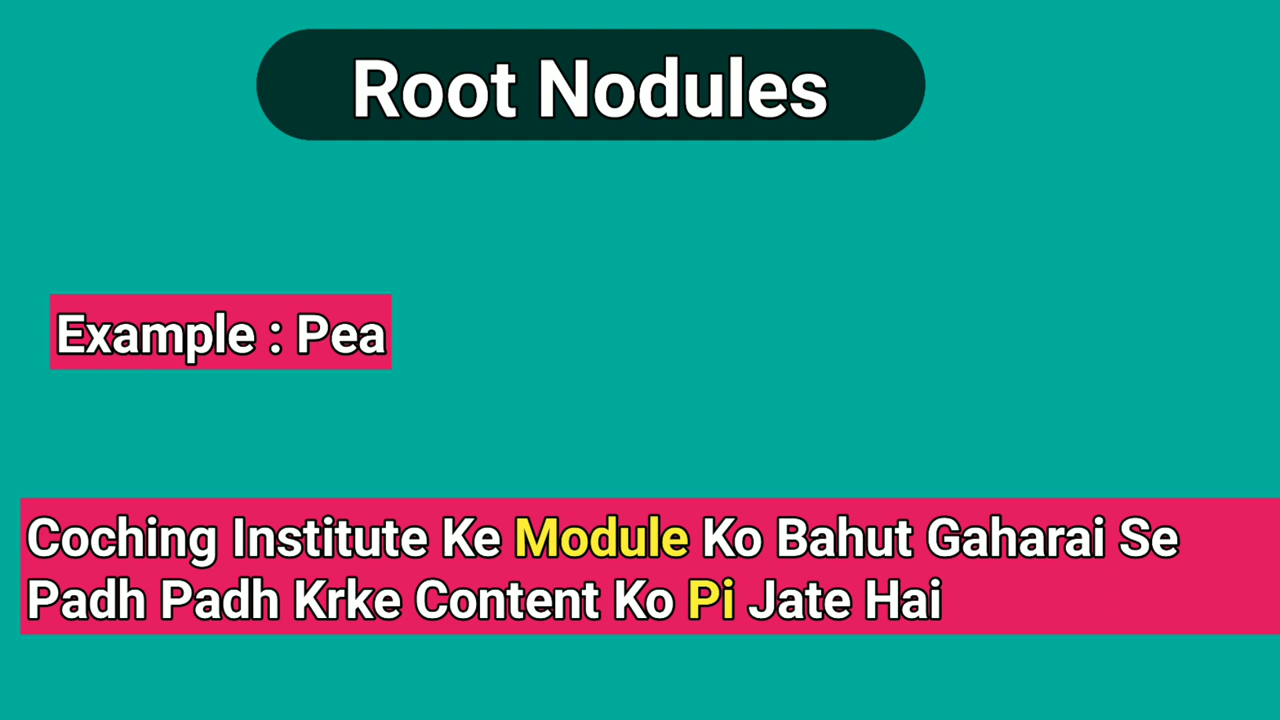 Root Nodules
Example : Pea
Coching Institute Ke Module Ko Bahut Gaharai Se
Padh Padh Krke Content Ko Pi Jate Hai